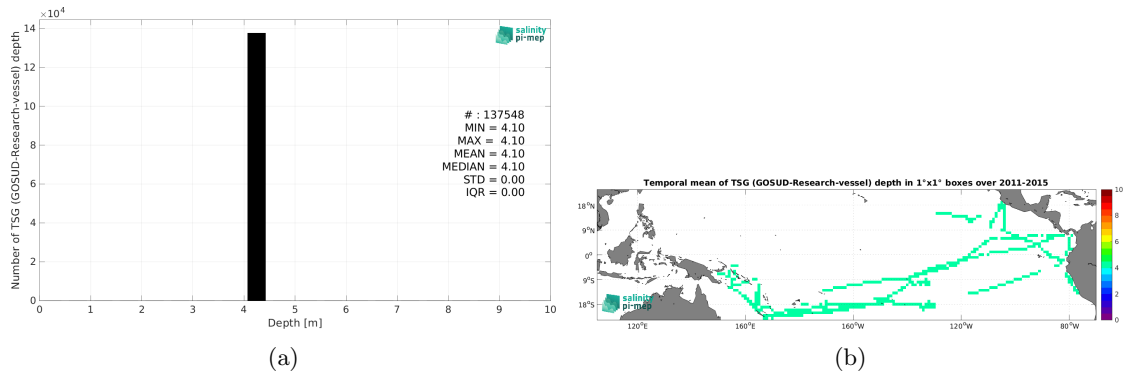 ×10⁴
14
12
10
8
6
4
2
0
Number of TSG (GOSUD-Research-vessel) depth
0 1 2 3 4 5 6 7 8 9 10
Depth [m]
salinity
pi-mep
# : 137548
MIN = 4.10
MAX = 4.10
MEAN = 4.10
MEDIAN = 4.10
STD = 0.00
IQR = 0.00
(a)
Temporal mean of TSG (GOSUD-Research-vessel) depth in 1°x1° boxes over 2011-2015
18°N
9°N
0°
9°S
18°S
120°E 160°E 160°W 120°W 80°W
salinity
pi-mep
10
8
6
4
2
0
(b)